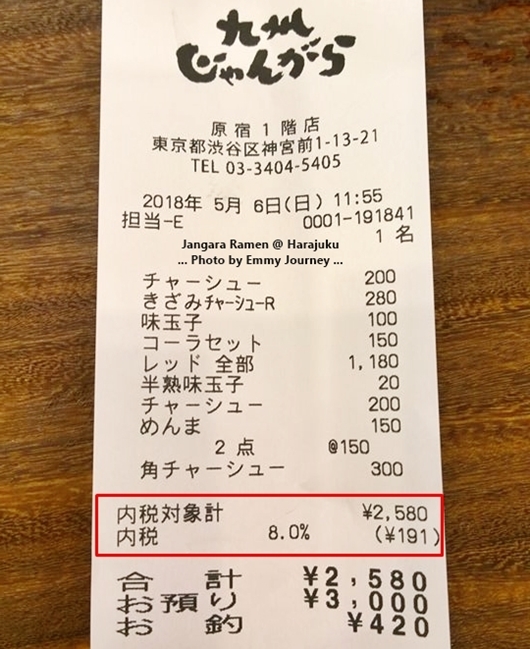 九州
じゃんがら
原宿1階店
東京都渋谷区神宮前1-13-21
TEL 03-3404-5405
2018年 5月 6日(日) 11:55
担当-E 0001-191841
1 名
Jangara Ramen @ Harajuku
... Photo by Emmy Journey ...
チャーシュー 200
きざみﾁｬｰｼｭｰR 280
味玉子 100
コーラセット 150
レッド 全部 1,180
半熟味玉子 20
チャーシュー 200
めんま 150
2 点 @150
角チャーシュー 300
内税対象計 ¥2,580
内税 8.0% (¥191)
合 計 ¥2,580
お預り ¥3,000
お 釣 ¥420